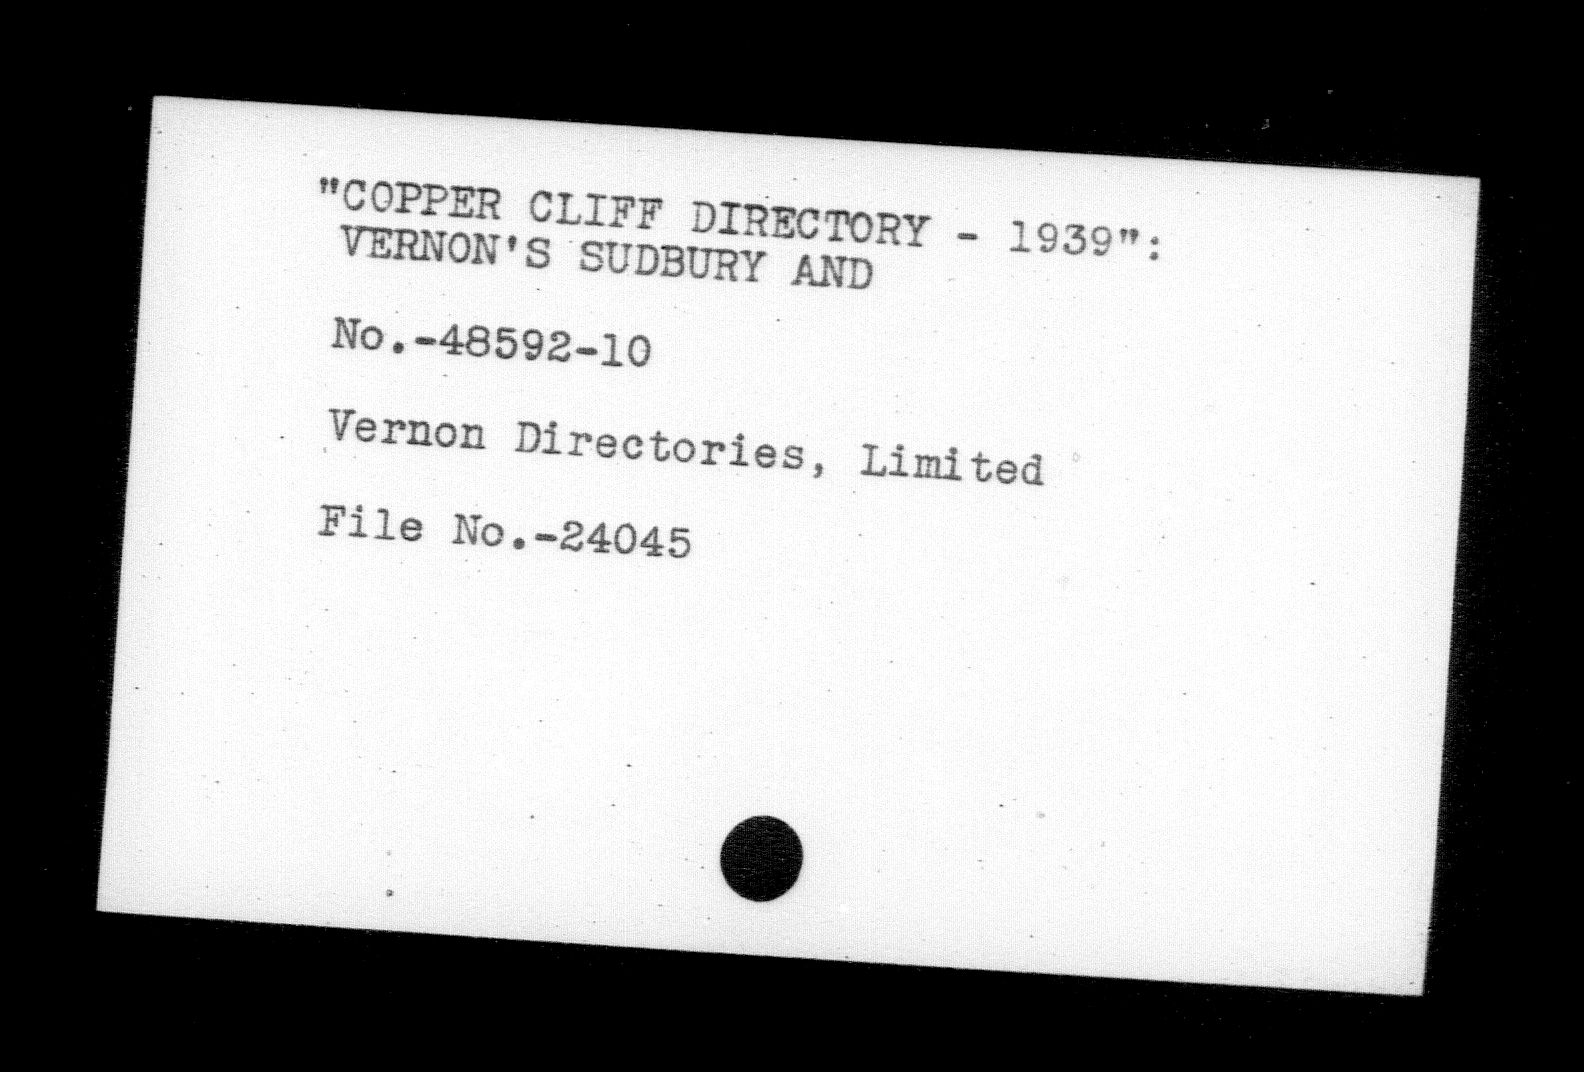 "COPPER CLIFF DIRECTORY - 1939":
VERNON'S SUDBURY AND
No.-48592-10
Vernon Directories, Limited
File No.-24045